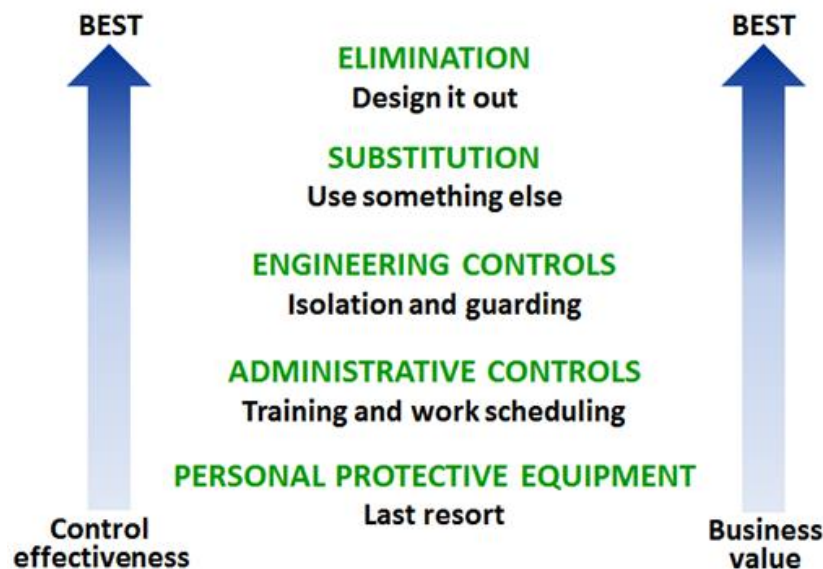 BEST
BEST
ELIMINATION
Design it out
SUBSTITUTION
Use something else
ENGINEERING CONTROLS
Isolation and guarding
ADMINISTRATIVE CONTROLS
Training and work scheduling
PERSONAL PROTECTIVE EQUIPMENT
Last resort
Control
effectiveness
Business
value